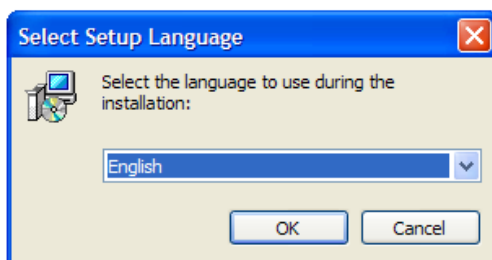 Select Setup Language
Select the language to use during the
installation:
English
OK
Cancel